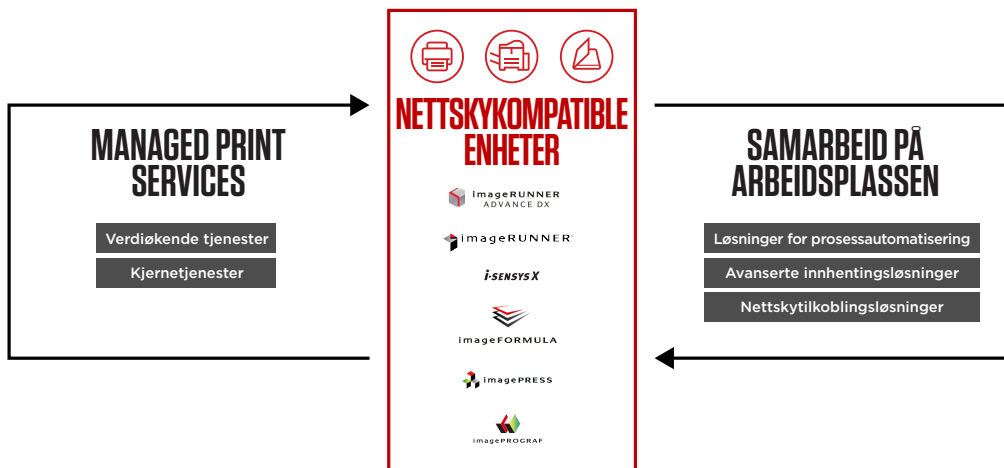 MANAGED PRINT
SERVICES
Verdiøkende tjenester
Kjernetjenester
NETTSKYKOMPATIBLE
ENHETER
imageRUNNER
ADVANCE DX
imageRUNNER
i-SENSYS X
imageFORMULA
imagePRESS
imagePROGRAF
SAMARBEID PÅ
ARBEIDSPLASSEN
Løsninger for prosessautomatisering
Avanserte innhentingsløsninger
Nettskytilkoblingsløsninger